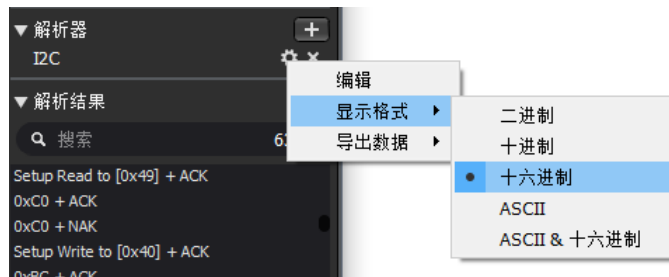 ▼ 解析器 +
I2C
▼ 解析结果
搜索
Setup Read to [0x49] + ACK
0xC0 + ACK
0xC0 + NAK
Setup Write to [0x40] + ACK
0xBC + ACK
编辑
显示格式
导出数据
二进制
十进制
十六进制
ASCII
ASCII & 十六进制